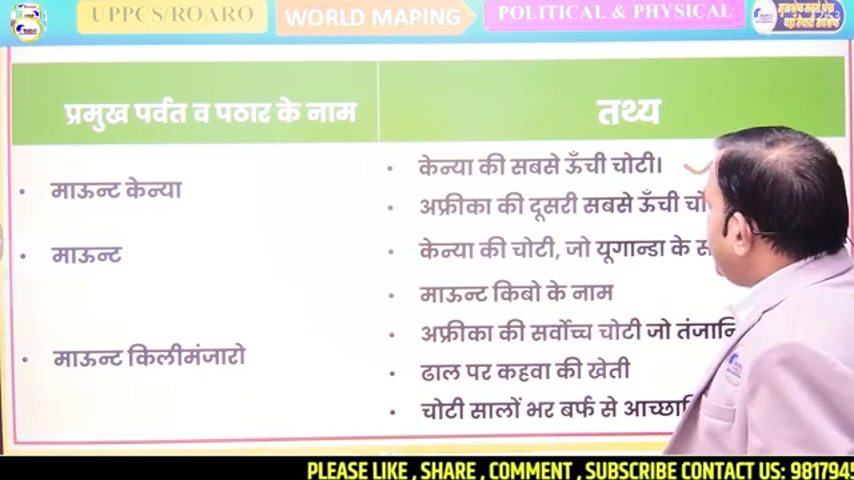 UPPCS/ROARO
WORLD MAPING
POLITICAL & PHYSICAL
प्रमुख पर्वत व पठार के नाम
तथ्य
• माऊन्ट केन्या
• केन्या की सबसे ऊँची चोटी।
• अफ्रीका की दूसरी सबसे ऊँची
• माऊन्ट
• केन्या की चोटी, जो यूगान्डा के
• माऊन्ट किबो के नाम
• माऊन्ट किलीमंजारो
• अफ्रीका की सर्वोच्च चोटी जो
• ढाल पर कहवा की खेती
• चोटी सालों भर बर्फ से
PLEASE LIKE , SHARE , COMMENT , SUBSCRIBE CONTACT US: 981794